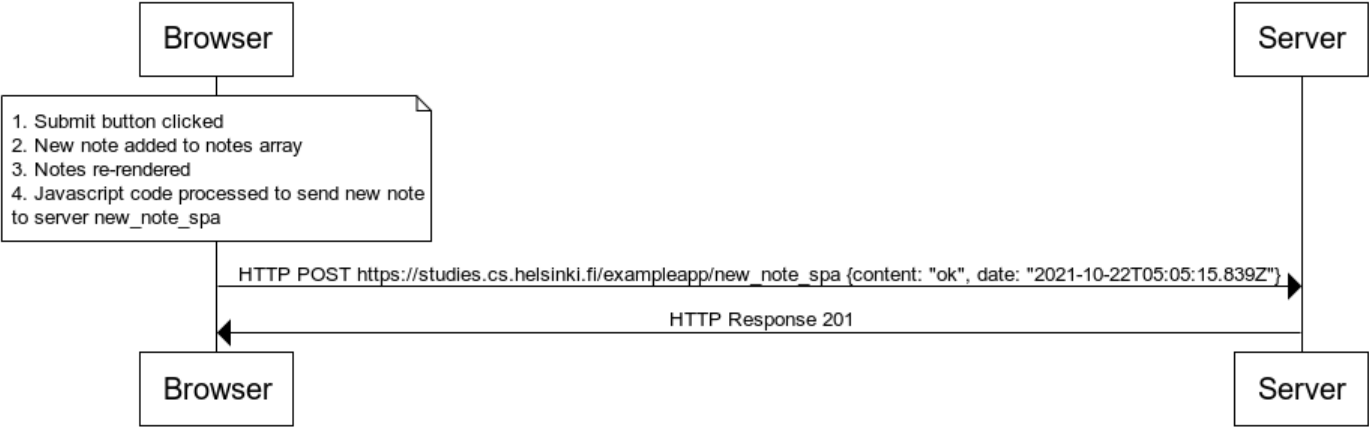 Browser
Server
1. Submit button clicked
2. New note added to notes array
3. Notes re-rendered
4. Javascript code processed to send new note
to server new_note_spa
HTTP POST https://studies.cs.helsinki.fi/exampleapp/new_note_spa {content: "ok", date: "2021-10-22T05:05:15.839Z"}
HTTP Response 201
Browser
Server